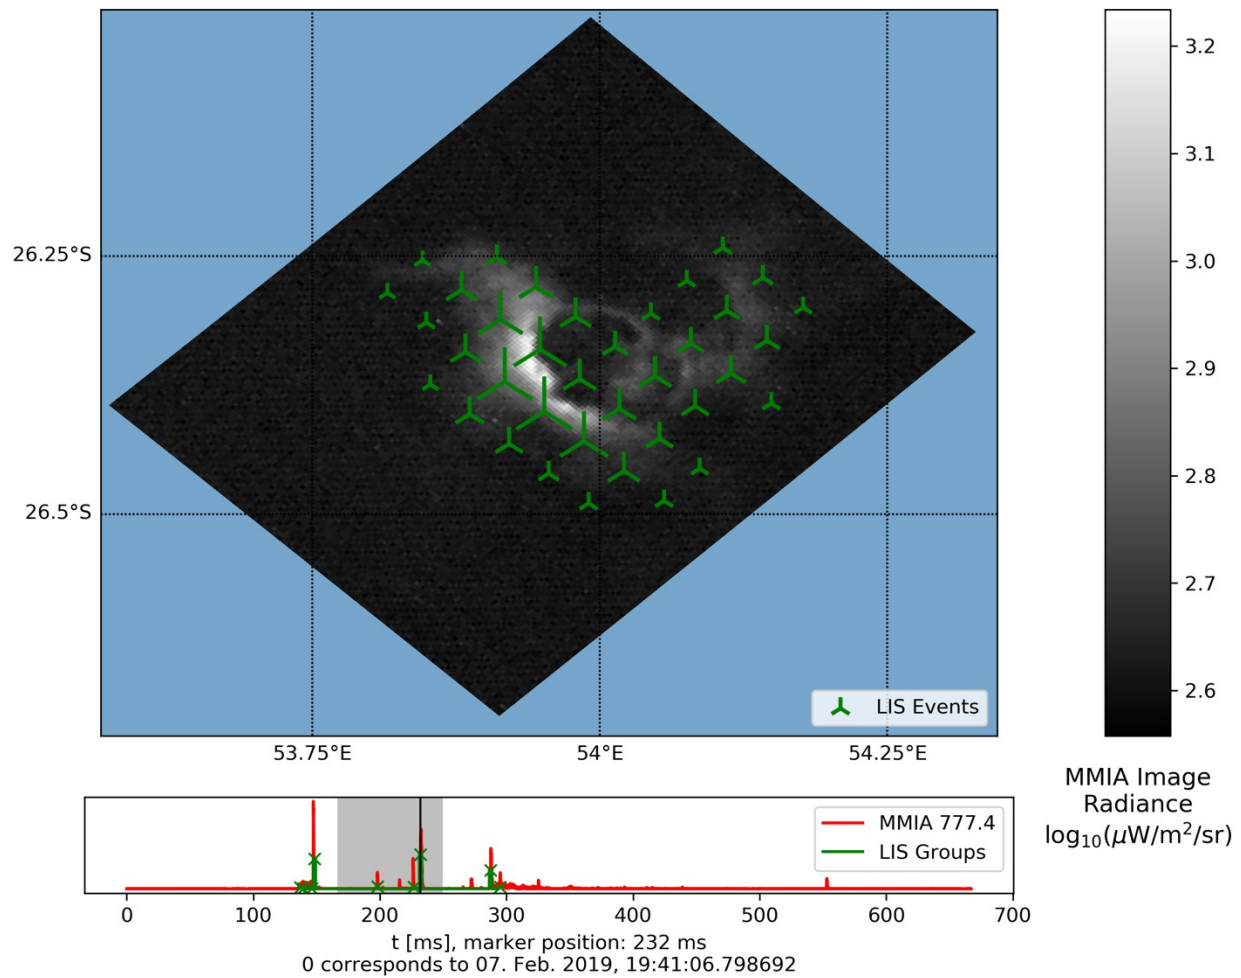 3.2
3.1
3.0
2.9
2.8
2.7
2.6
26.25°S
26.5°S
LIS Events
53.75°E 54°E 54.25°E
MMIA Image
Radiance
log₁₀(μW/m²/sr)
MMIA 777.4
LIS Groups
0 100 200 300 400 500 600 700
t [ms], marker position: 232 ms
0 corresponds to 07. Feb. 2019, 19:41:06.798692